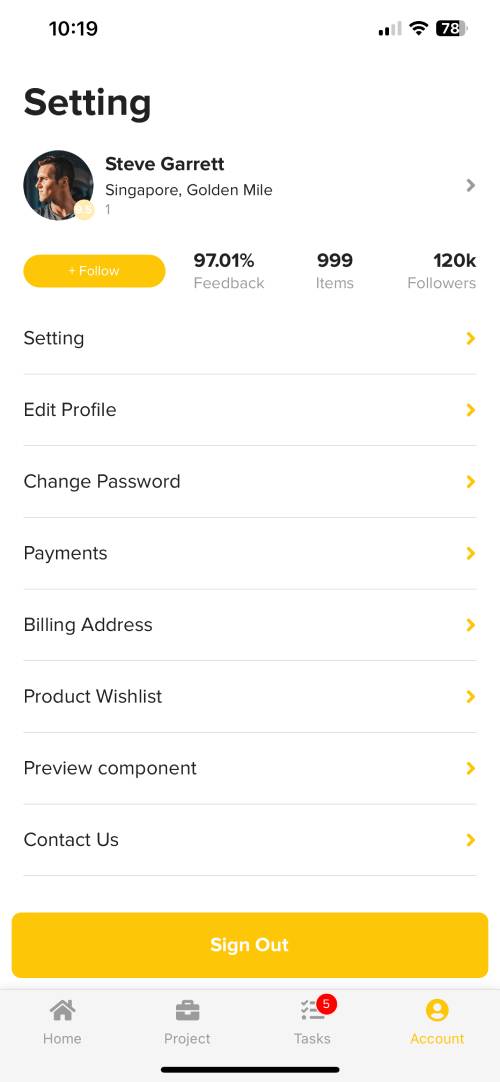 10:19
78
Setting
Steve Garrett
Singapore, Golden Mile
1
+ Follow
97.01%
Feedback
999
Items
120k
Followers
Setting
Edit Profile
Change Password
Payments
Billing Address
Product Wishlist
Preview component
Contact Us
Sign Out
Home
Project
5
Tasks
Account